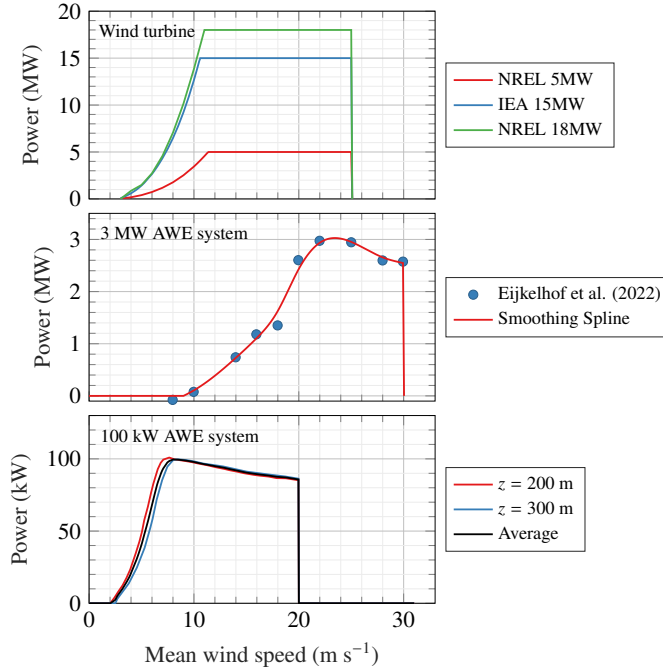 20
15
10
5
0
Power (MW)
Wind turbine
NREL 5MW
IEA 15MW
NREL 18MW
3
2
1
0
Power (MW)
3 MW AWE system
Eijkelhof et al. (2022)
Smoothing Spline
100
50
0
Power (kW)
100 kW AWE system
z = 200 m
z = 300 m
Average
0 10 20 30
Mean wind speed (m s⁻¹)